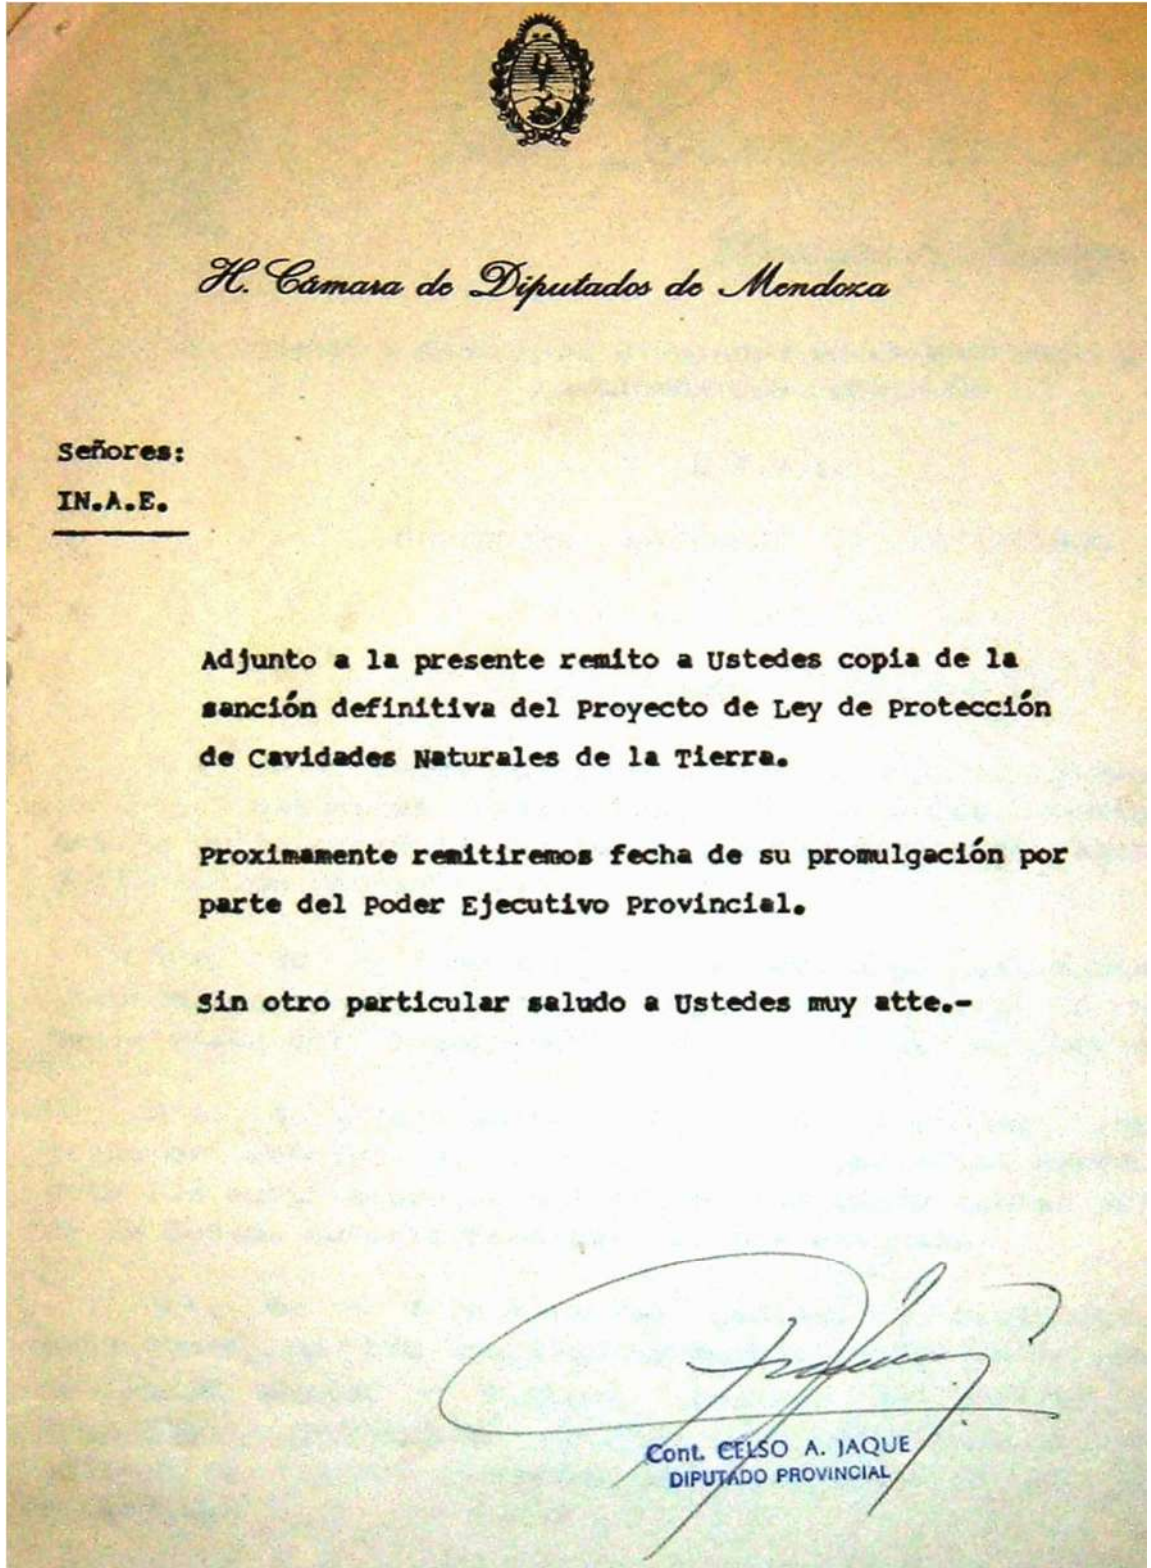 H. Cámara de Diputados de Mendoza
Señores:
IN.A.E.
Adjunto a la presente remito a Ustedes copia de la
sanción definitiva del Proyecto de Ley de Protección
de Cavidades Naturales de la Tierra.
Proximamente remitiremos fecha de su promulgación por
parte del Poder Ejecutivo Provincial.
Sin otro particular saludo a Ustedes muy atte.-
Cont. CELSO A. JAQUE
DIPUTADO PROVINCIAL